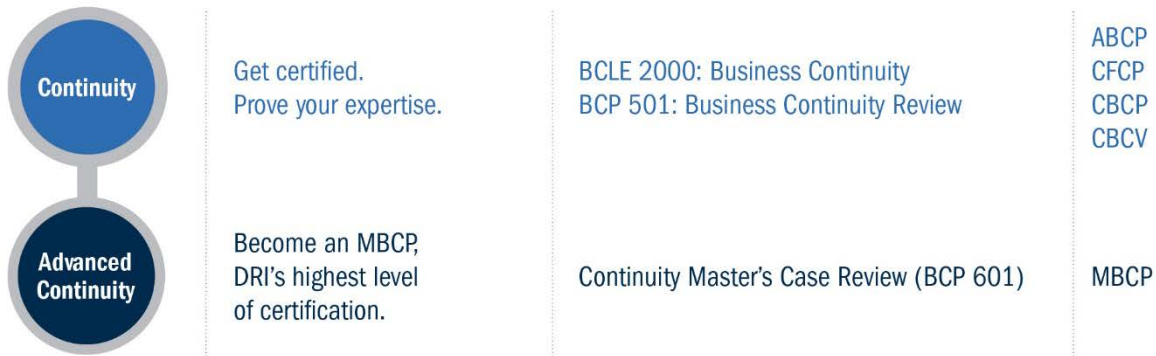 Continuity
Get certified.
Prove your expertise.
BCLE 2000: Business Continuity
BCP 501: Business Continuity Review
ABCP
CFCP
CBCP
CBCV
Advanced
Continuity
Become an MBCP,
DRI’s highest level
of certification.
Continuity Master’s Case Review (BCP 601)
MBCP